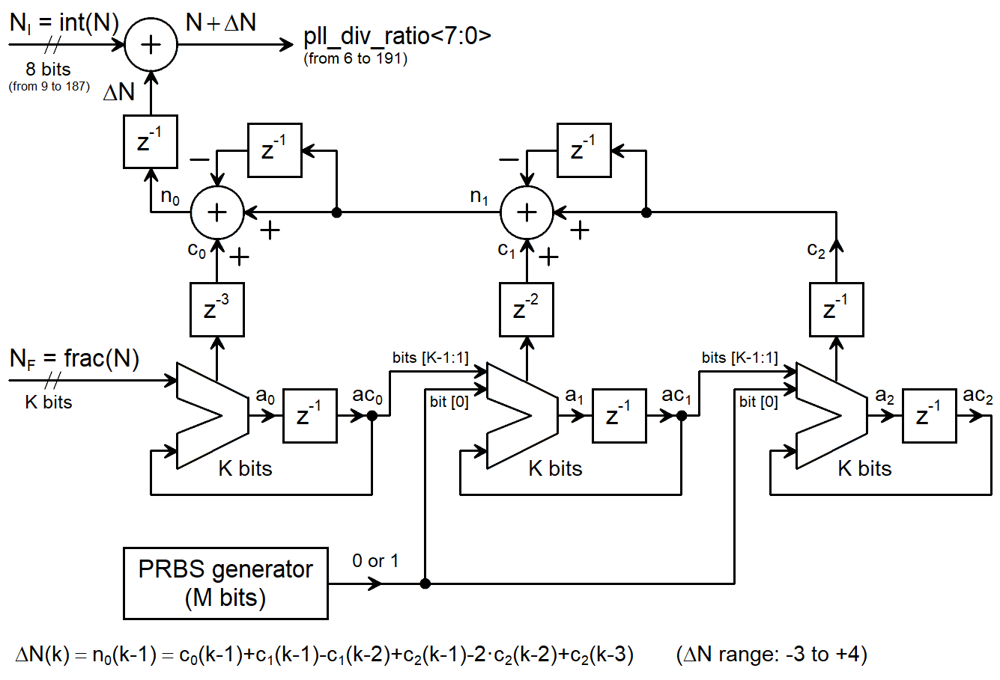 N_I = int(N)
N + ΔN
pll_div_ratio<7:0>
(from 6 to 191)
+
8 bits
(from 9 to 187)
ΔN
z^-1
z^-1
z^-1
−
−
n_0
+
+
n_1
+
+
c_0
+
c_1
+
c_2
z^-3
z^-2
z^-1
N_F = frac(N)
K bits
bits [K-1:1]
bit [0]
bits [K-1:1]
bit [0]
a_0
z^-1
ac_0
a_1
z^-1
ac_1
a_2
z^-1
ac_2
K bits
K bits
K bits
PRBS generator
(M bits)
0 or 1
ΔN(k) = n_0(k-1) = c_0(k-1)+c_1(k-1)-c_1(k-2)+c_2(k-1)-2·c_2(k-2)+c_2(k-3) (ΔN range: -3 to +4)